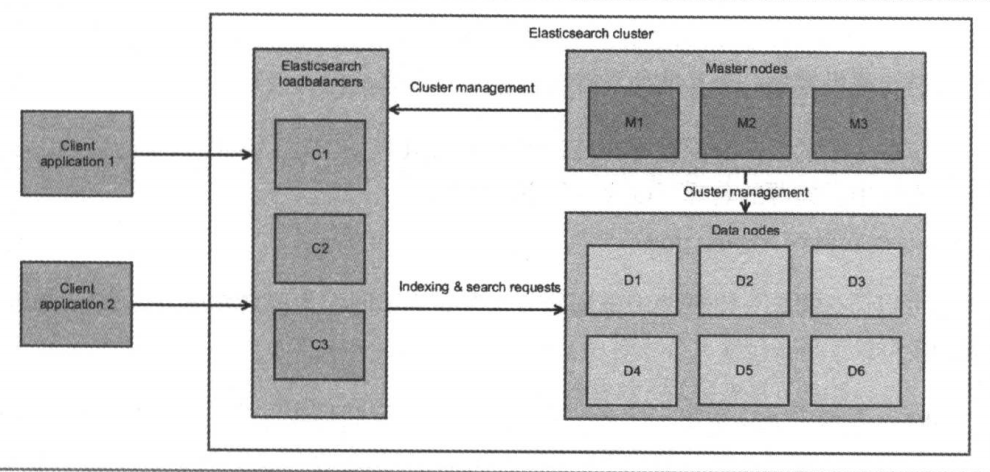 Elasticsearch cluster
Elasticsearch
loadbalancers
Master nodes
Cluster management
M1
M2
M3
Client
application 1
C1
Cluster management
Data nodes
C2
D1
D2
D3
Client
application 2
Indexing & search requests
C3
D4
D5
D6